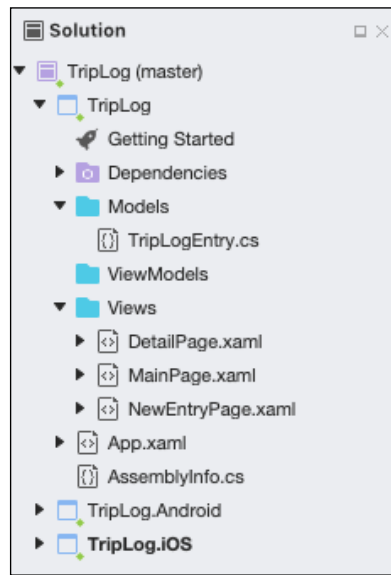 Solution
TripLog (master)
TripLog
Getting Started
Dependencies
Models
TripLogEntry.cs
ViewModels
Views
DetailPage.xaml
MainPage.xaml
NewEntryPage.xaml
App.xaml
AssemblyInfo.cs
TripLog.Android
TripLog.iOS